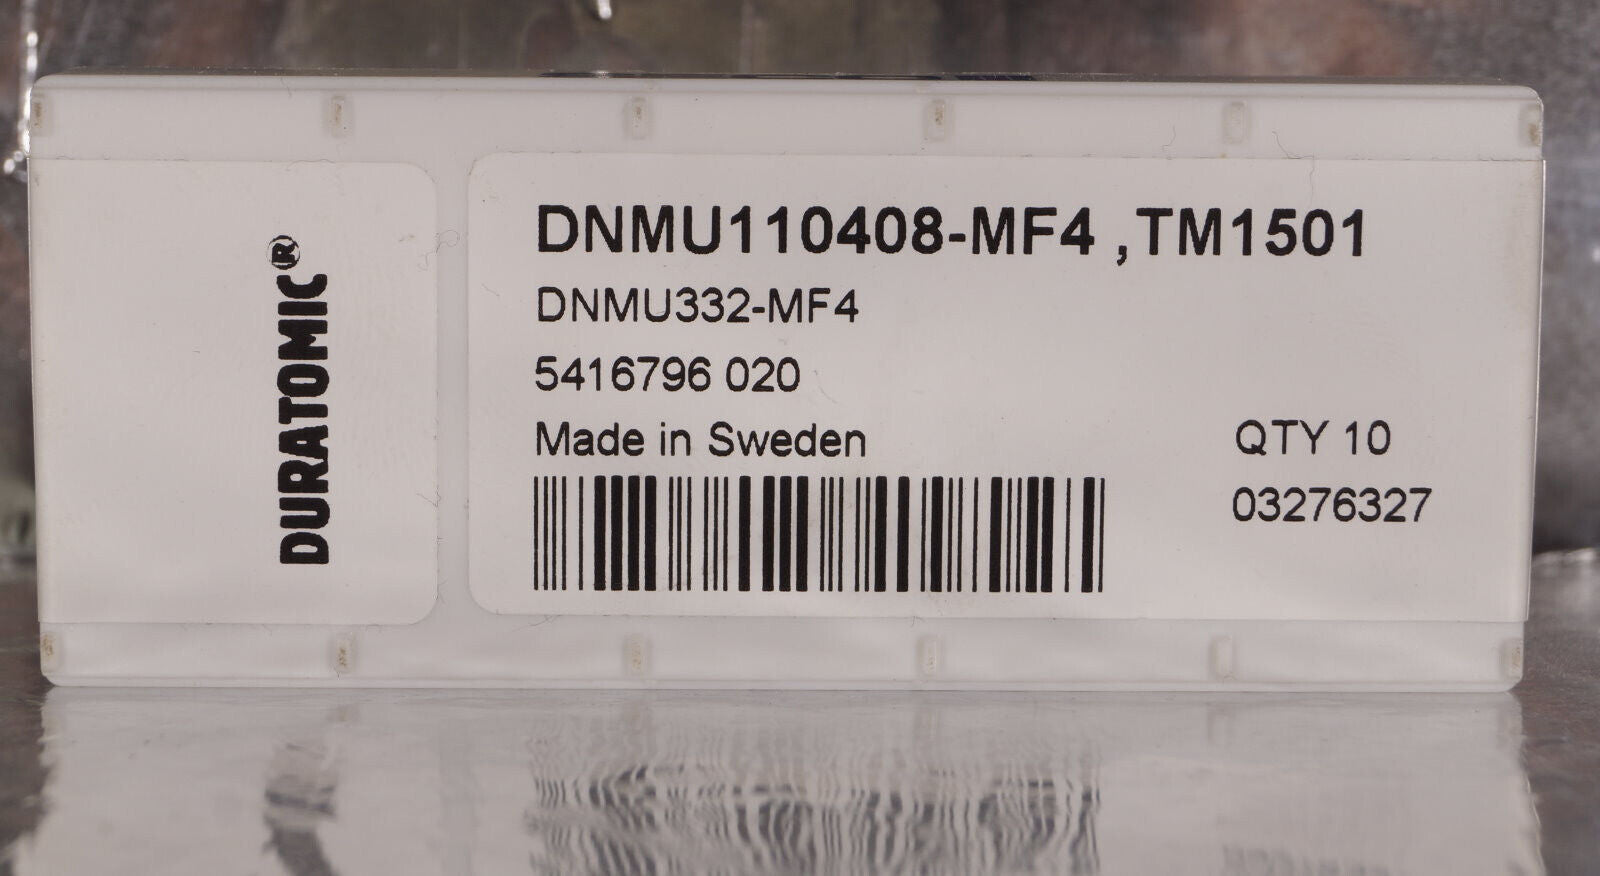 DURATOMIC®
DNMU110408-MF4 ,TM1501
DNMU332-MF4
5416796 020
Made in Sweden
QTY 10
03276327